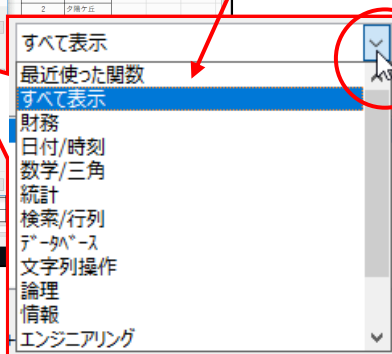 2 夕陽ケ丘
すべて表示
最近使った関数
すべて表示
財務
日付/時刻
数学/三角
統計
検索/行列
ﾃﾞｰﾀﾍﾞｰｽ
文字列操作
論理
情報
エンジニアリング